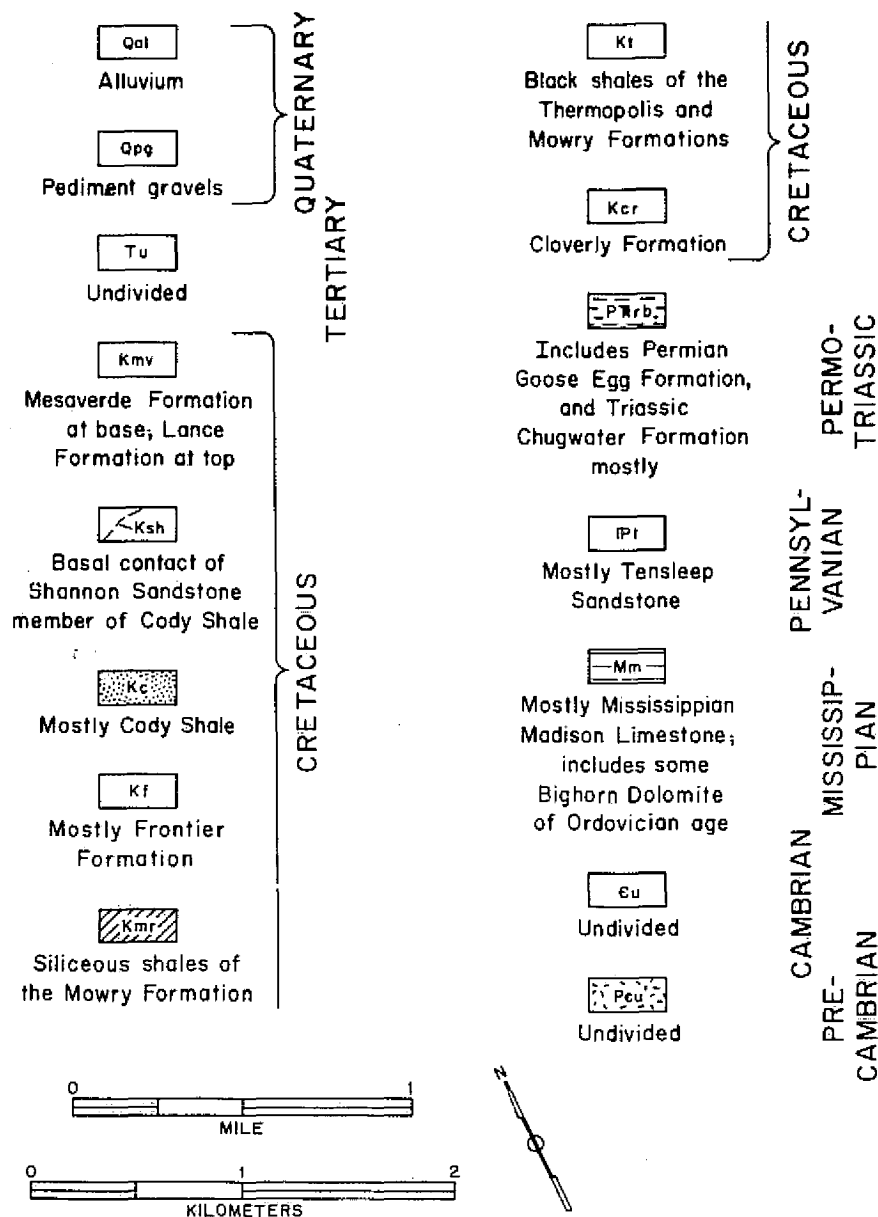 Qal
Alluvium
Qpg
Pediment gravels
QUATERNARY
Tu
Undivided
TERTIARY
Kmv
Mesaverde Formation
at base; Lance
Formation at top
Ksh
Basal contact of
Shannon Sandstone
member of Cody Shale
Kc
Mostly Cody Shale
Kf
Mostly Frontier
Formation
Kmr
Siliceous shales of
the Mowry Formation
CRETACEOUS
Kt
Black shales of the
Thermopolis and
Mowry Formations
Kcr
Cloverly Formation
CRETACEOUS
PTrb
Includes Permian
Goose Egg Formation,
and Triassic
Chugwater Formation
mostly
PERMO-
TRIASSIC
ℙt
Mostly Tensleep
Sandstone
PENNSYL-
VANIAN
Mm
Mostly Mississippian
Madison Limestone;
includes some
Bighorn Dolomite
of Ordovician age
MISSISSIP-
PIAN
Єu
Undivided
CAMBRIAN
Pcu
Undivided
PRE-
CAMBRIAN
0 1
MILE
0 1 2
KILOMETERS
N